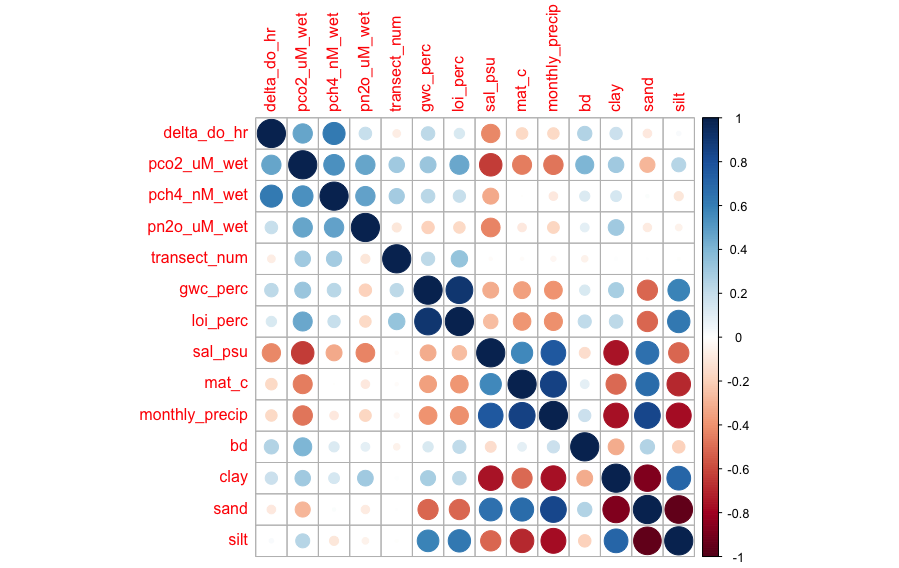 delta_do_hr
pco2_uM_wet
pch4_nM_wet
pn2o_uM_wet
transect_num
gwc_perc
loi_perc
sal_psu
mat_c
monthly_precip
bd
clay
sand
silt
delta_do_hr
pco2_uM_wet
pch4_nM_wet
pn2o_uM_wet
transect_num
gwc_perc
loi_perc
sal_psu
mat_c
monthly_precip
bd
clay
sand
silt
1
0.8
0.6
0.4
0.2
0
-0.2
-0.4
-0.6
-0.8
-1